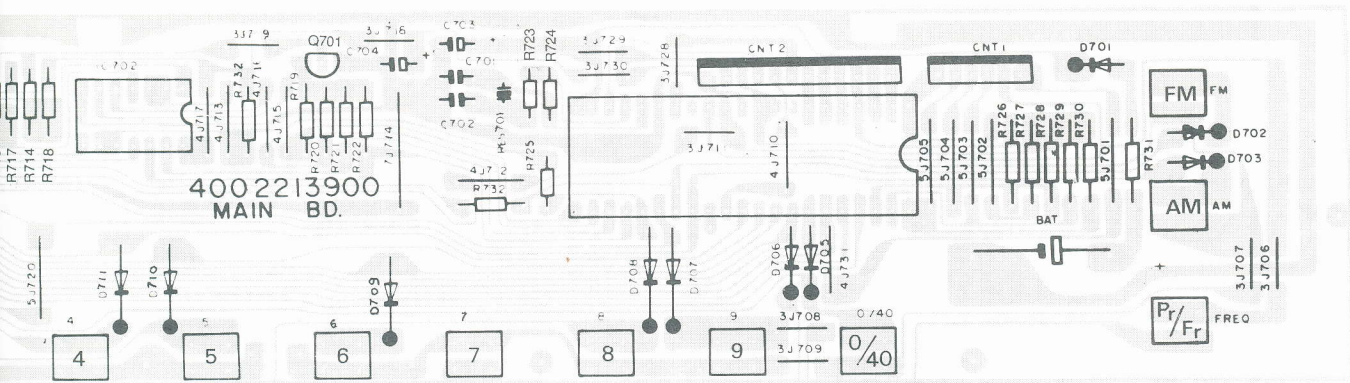 R717
R714
R718
C702
3J7 9
4J717
4J713
R732
4J711
4J715
R719
Q701
C704
3J716
R720
R721
R722
7J714
C703
C701
C702
R723
R724
R725
4J712
R732
4002213900
MAIN BD.
3J729
3J730
3J728
CNT2
CNT1
D701
3J711
4J710
5J705
5J704
5J703
5J702
R726
R727
R728
R729
R730
5J701
R731
BAT
FM
FM
D702
D703
AM
AM
5J720
D711
D710
D709
D708
D707
D706
D705
4J731
3J707
3J706
+
Pr/Fr
FREQ
4
4
5
5
6
6
7
7
8
8
9
9
3J708
3J709
0/40
0/40